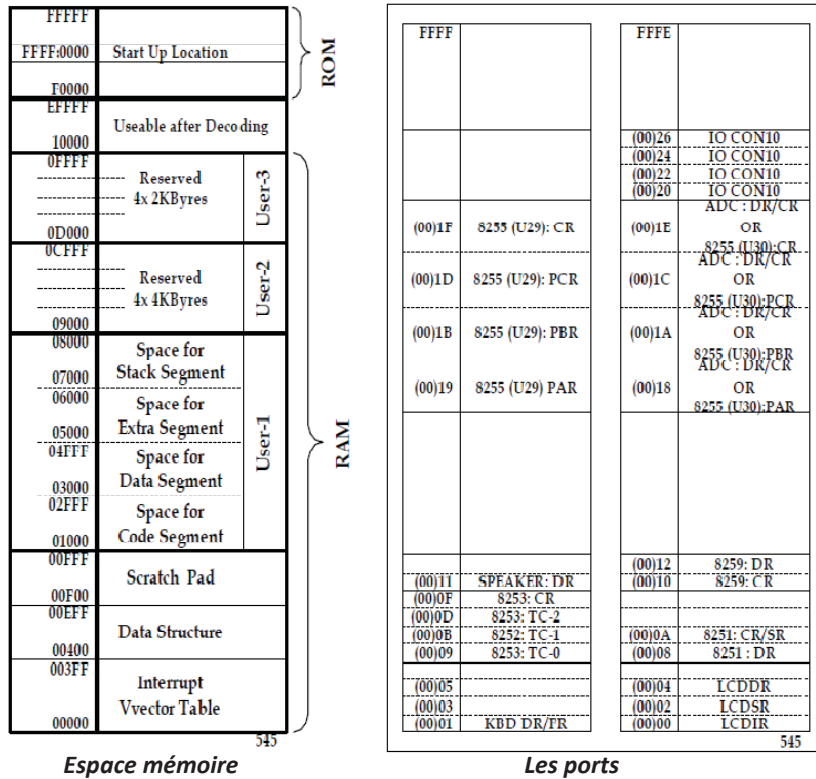 FFFFF
FFFF:0000 Start Up Location
F0000
ROM
EFFFF
Useable after Decoding
10000
0FFFF
Reserved
4x 2KByres
User-3
0D000
0CFFF
Reserved
4x 4KByres
User-2
09000
08000
Space for
Stack Segment
07000
06000
Space for
Extra Segment
05000
04FFF
Space for
Data Segment
03000
02FFF
Space for
Code Segment
01000
User-1
RAM
00FFF
Scratch Pad
00F00
00EFF
Data Structure
00400
003FF
Interrupt
Vvector Table
00000
545
Espace mémoire
FFFF
(00)1F 8255 (U29): CR
(00)1D 8255 (U29): PCR
(00)1B 8255 (U29): PBR
(00)19 8255 (U29) PAR
(00)11 SPEAKER: DR
(00)0F 8253: CR
(00)0D 8253: TC-2
(00)0B 8252: TC-1
(00)09 8253: TC-0
(00)05
(00)03
(00)01 KBD DR/PR
FFFE
(00)26 IO CON10
(00)24 IO CON10
(00)22 IO CON10
(00)20 IO CON10
ADC : DR/CR
(00)1E OR
8255 (U30):CR
ADC : DR/CR
(00)1C OR
8255 (U30):PCR
ADC : DR/CR
(00)1A OR
8255 (U30):PBR
ADC : DR/CR
(00)18 OR
8255 (U30):PAR
(00)12 8259: DR
(00)10 8259: CR
(00)0A 8251: CR/SR
(00)08 8251 : DR
(00)04 LCDDR
(00)02 LCDSR
(00)00 LCDIR
545
Les ports